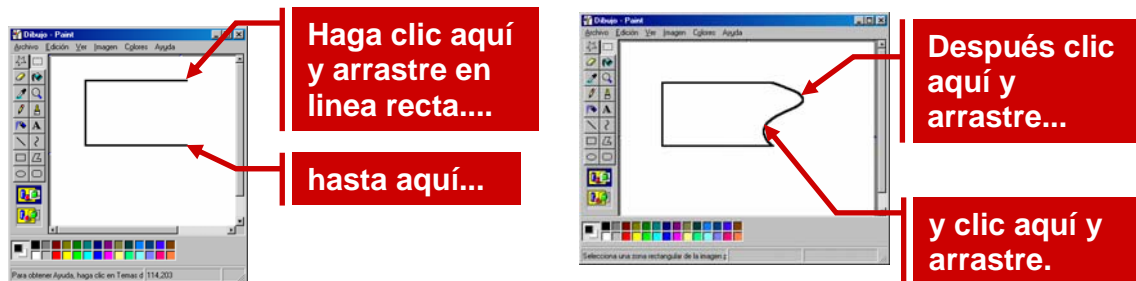 Dibujo - Paint
Archivo Edición Ver Imagen Colores Ayuda
A
Para obtener Ayuda, haga clic en Temas d 114,203
Haga clic aquí
y arrastre en
linea recta....
hasta aquí...
Dibujo - Paint
Archivo Edición Ver Imagen Colores Ayuda
A
Selecciona una zona rectangular de la imagen p
Después clic
aquí y
arrastre...
y clic aquí y
arrastre.